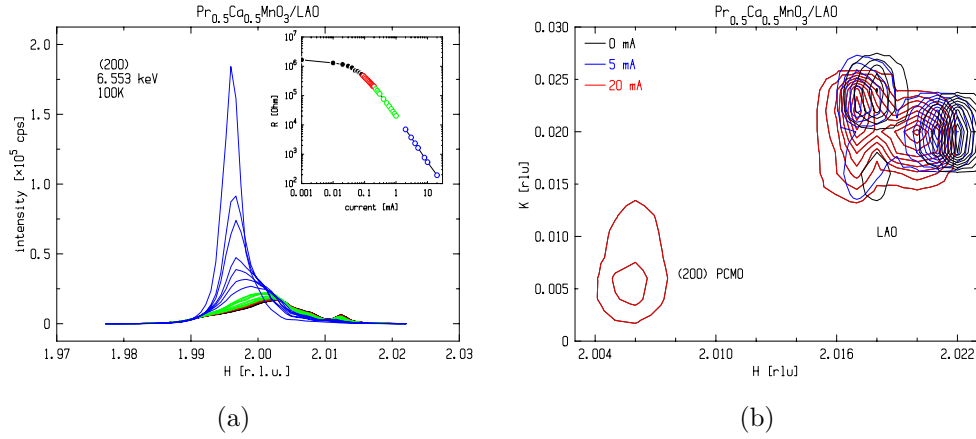 Pr0.5Ca0.5MnO3/LAO
2.0
1.5
1.0
0.5
0
intensity [×10^5 cps]
(200)
6.553 keV
100K
10^7
10^6
10^5
10^4
10^3
10^2
R [Ohm]
0.001 0.01 0.1 1 10
current [mA]
1.97 1.98 1.99 2.00 2.01 2.02 2.03
H [r.l.u.]
(a)
Pr0.5Ca0.5MnO3/LAO
0.030
0.025
0.020
0.015
0.010
0.005
0
K [rlu]
0 mA
5 mA
20 mA
LAO
(200) PCMO
2.004 2.010 2.016 2.022
H [rlu]
(b)